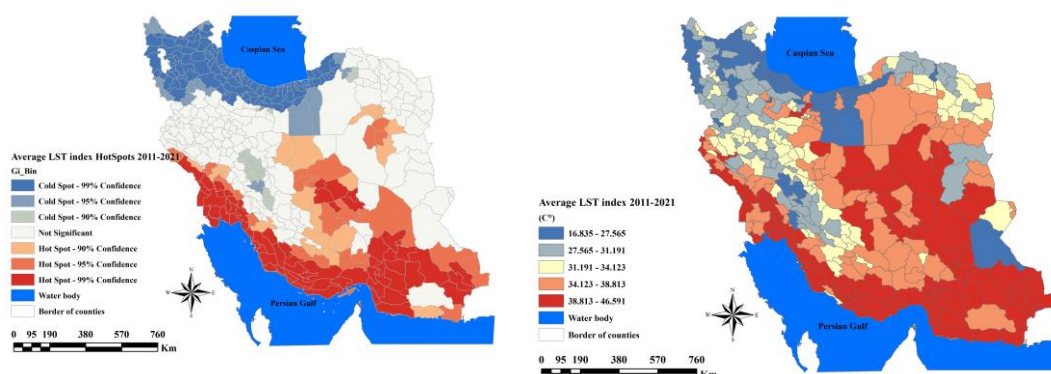 Caspian Sea
Average LST index HotSpots 2011-2021
Gi_Bin
Cold Spot - 99% Confidence
Cold Spot - 95% Confidence
Cold Spot - 90% Confidence
Not Significant
Hot Spot - 90% Confidence
Hot Spot - 95% Confidence
Hot Spot - 99% Confidence
Water body
Border of counties
N
W E
S
Persian Gulf
0 95 190 380 570 760
Km
Caspian Sea
Average LST index 2011-2021
(C°)
16.835 - 27.565
27.565 - 31.191
31.191 - 34.123
34.123 - 38.813
38.813 - 46.591
Water body
Border of counties
N
W E
S
Persian Gulf
0 95 190 380 570 760
Km